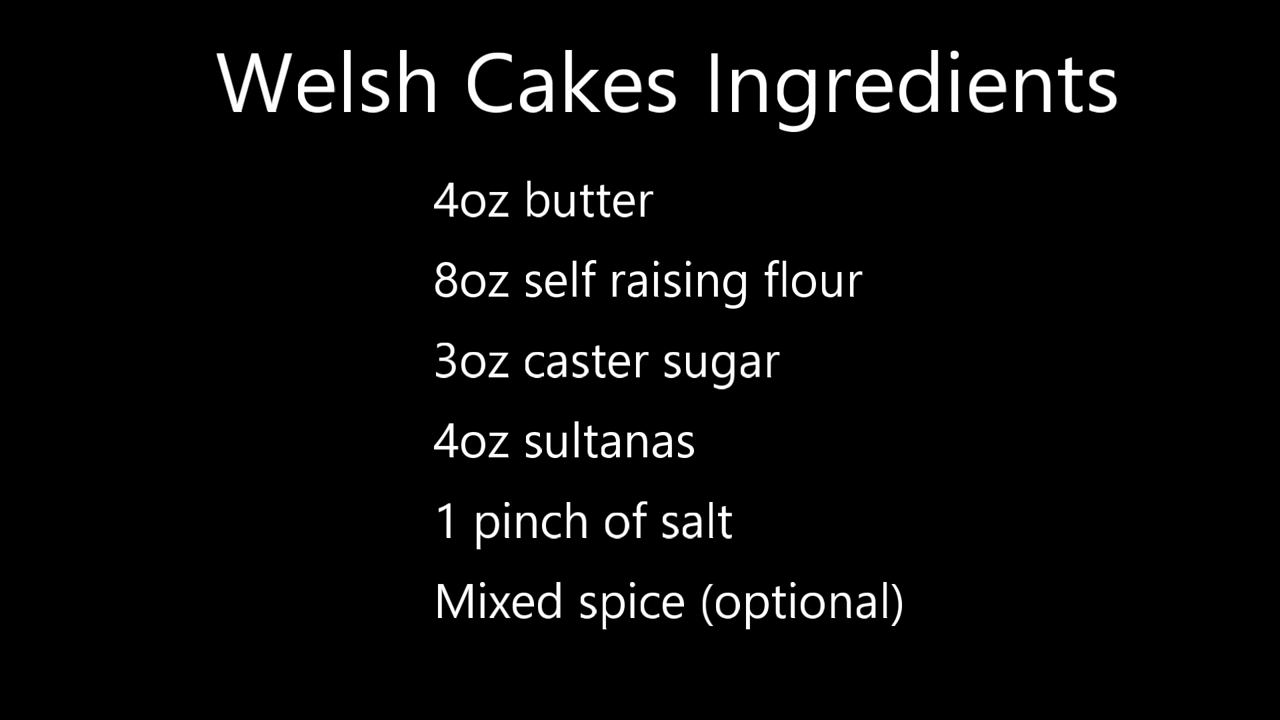 Welsh Cakes Ingredients
4oz butter
8oz self raising flour
3oz caster sugar
4oz sultanas
1 pinch of salt
Mixed spice (optional)